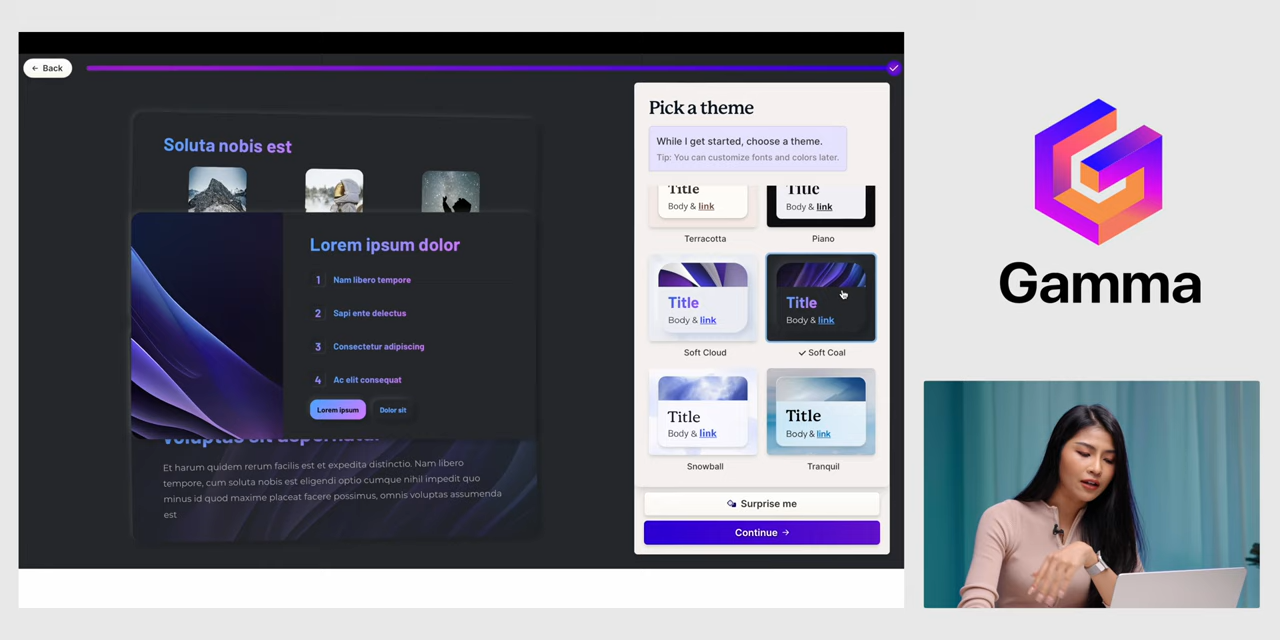 ← Back
Soluta nobis est
Lorem ipsum dolor
1 Nam libero tempore
2 Sapi ente delectus
3 Consectetur adipiscing
4 Ac elit consequat
Lorem ipsum
Dolor sit
Et harum quidem rerum facilis est et expedita distinctio. Nam libero
tempore, cum soluta nobis eligend optio cumque nihil impedit quo
minus id quod maxime placeat facere possimus, omnis voluptas assumenda
est
Pick a theme
While I get started, choose a theme.
Tip: You can customize fonts and colors later.
Title
Body & link
Terracotta
Title
Body & link
Piano
Title
Body & link
Soft Cloud
Title
Body & link
✓ Soft Coal
Title
Body & link
Snowball
Title
Body & link
Tranquil
Surprise me
Continue →
Gamma